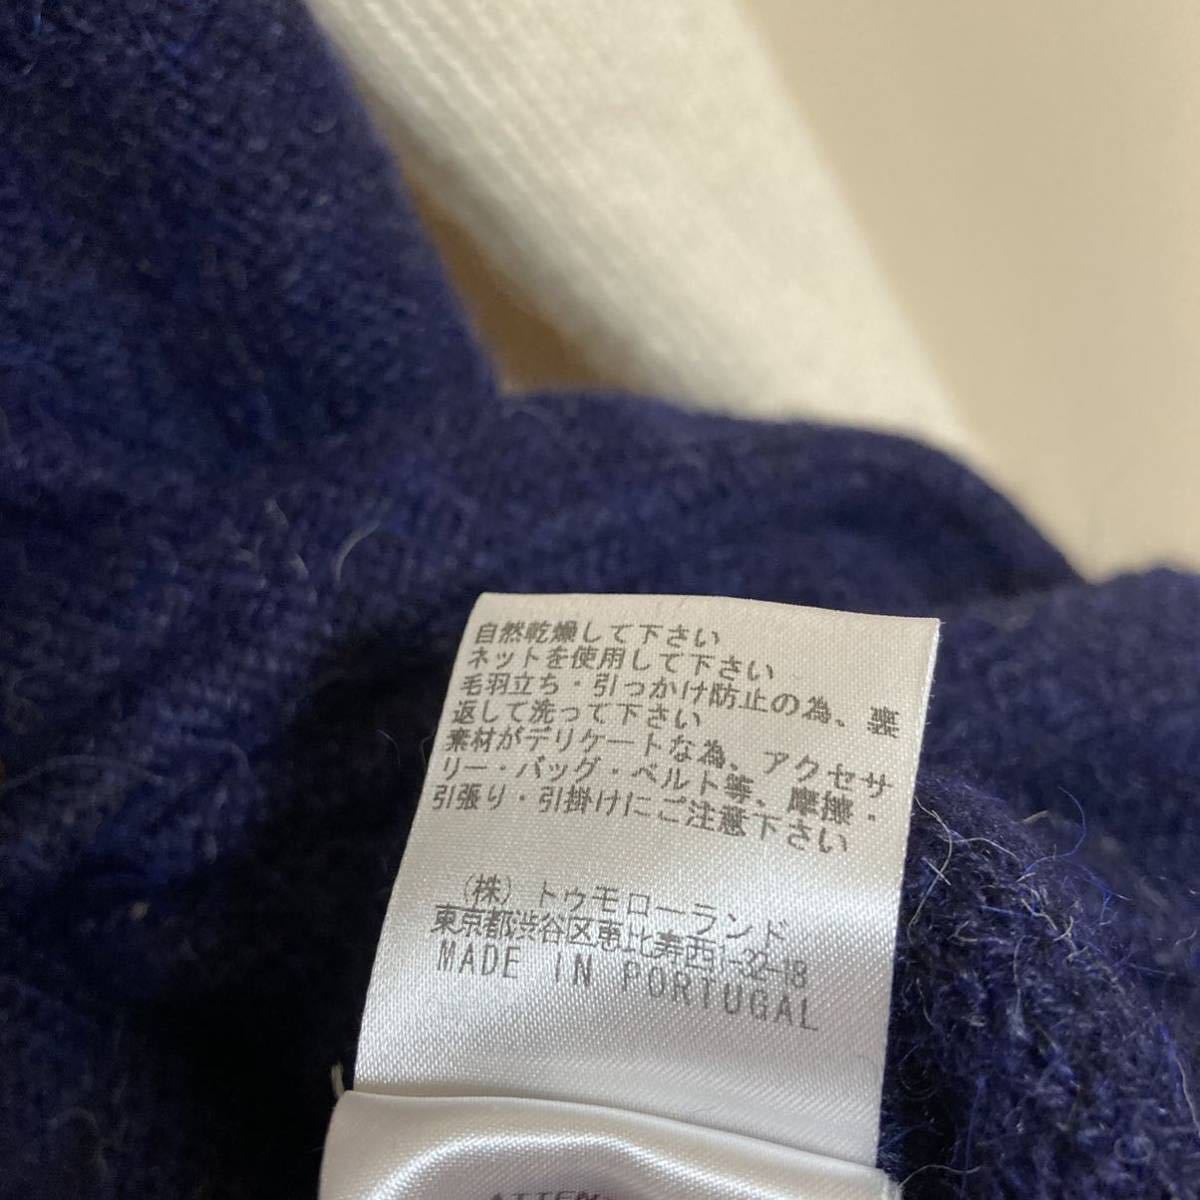 自然乾燥して下さい
ネットを使用して下さい
毛羽立ち・引っかけ防止の為、裏
返して洗って下さい
素材がデリケートな為、アクセサ
リー・バッグ・ベルト等、摩擦・
引張り・引掛けにご注意下さい
(株)トゥモローランド
東京都渋谷区恵比寿西1-32-18
MADE IN PORTUGAL